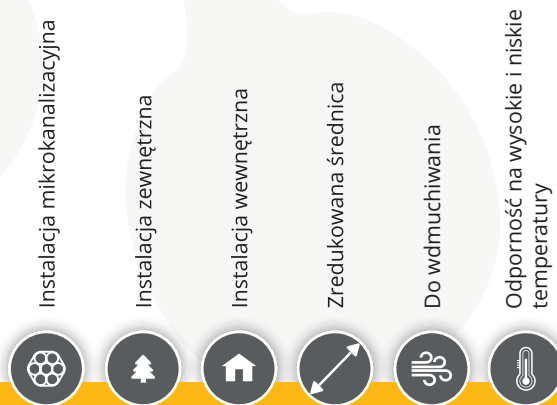 Instalacja mikrokanalizacyjna
Instalacja zewnętrzna
Instalacja wewnętrzna
Zredukowana średnica
Do wdmuchiwania
Odporność na wysokie i niskie
temperatury